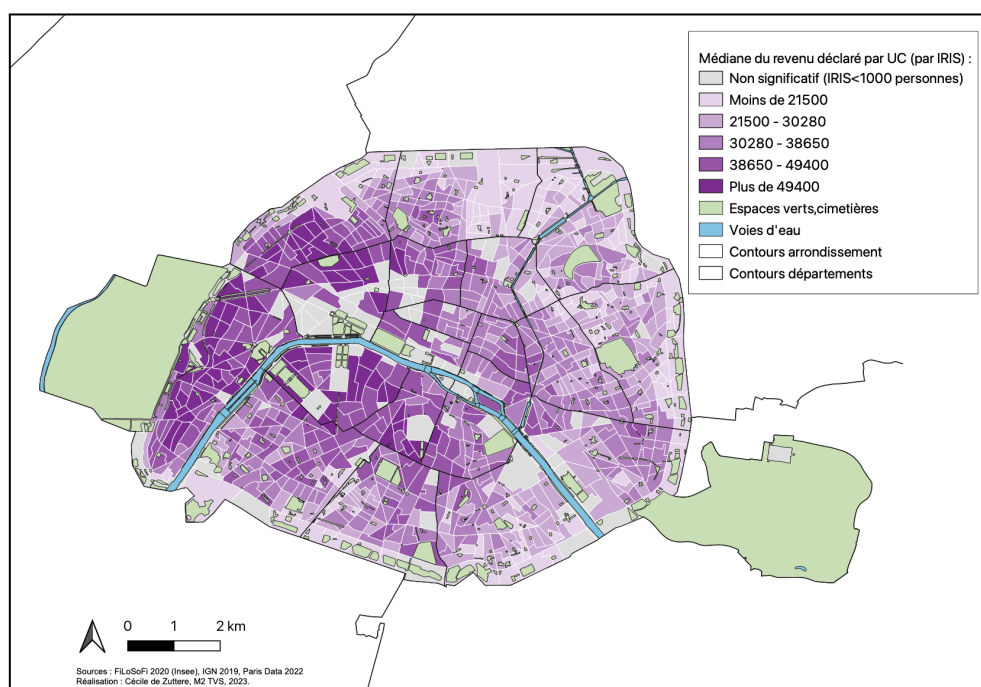 Médiane du revenu déclaré par UC (par IRIS) :
Non significatif (IRIS<1000 personnes)
Moins de 21500
21500 - 30280
30280 - 38650
38650 - 49400
Plus de 49400
Espaces verts,cimetières
Voies d'eau
Contours arrondissement
Contours départements
0 1 2 km
Sources : FiLoSoFi 2020 (Insee), IGN 2019, Paris Data 2022
Réalisation : Cécile de Zuttere, M2 TVS, 2023.